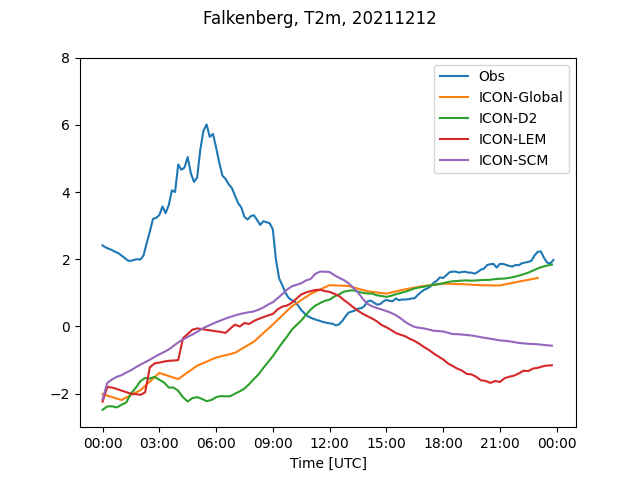 Falkenberg, T2m, 20211212
8
6
4
2
0
−2
Obs
ICON-Global
ICON-D2
ICON-LEM
ICON-SCM
00:00 03:00 06:00 09:00 12:00 15:00 18:00 21:00 00:00
Time [UTC]